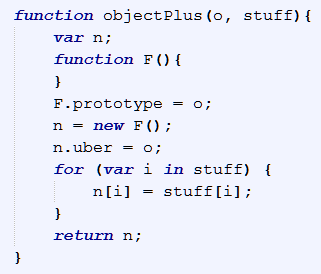 function objectPlus(o, stuff){
    var n;
    function F(){
    }
    F.prototype = o;
    n = new F();
    n.uber = o;
    for (var i in stuff) {
        n[i] = stuff[i];
    }
    return n;
}